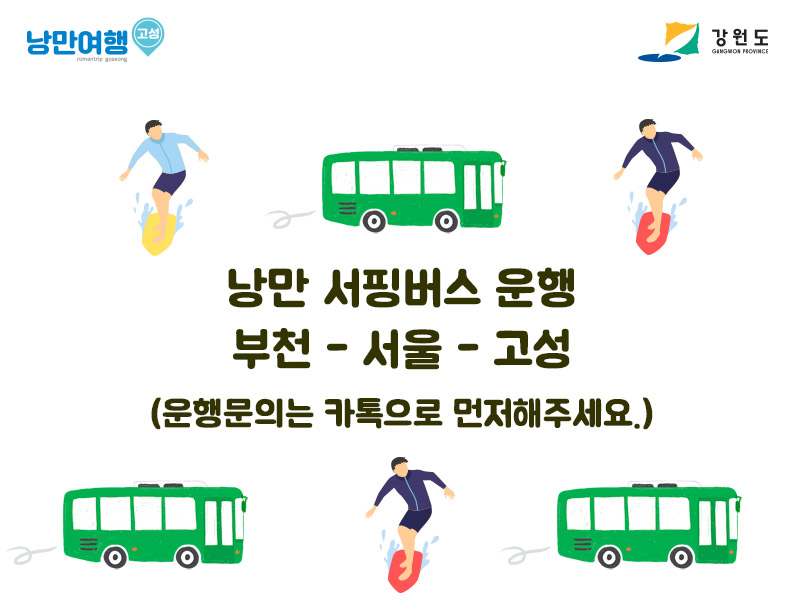 낭만여행 고성
romantrip goseong
강원도
GANGWON PROVINCE
낭만 서핑버스 운행
부천 - 서울 - 고성
(운행문의는 카톡으로 먼저해주세요.)